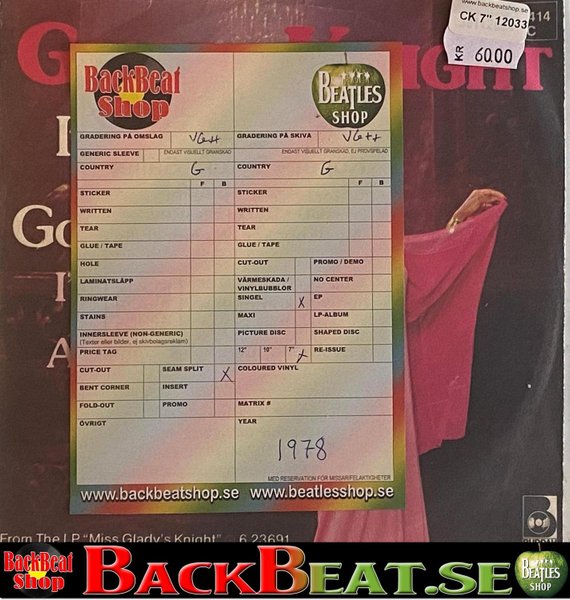 www.backbeatshop.se
CK 7" 12033
KR 6000
414
C
G
KNIGHT
BackBeat
Shop
BEATLES
SHOP
GRADERING PÅ OMSLAG VG++ GRADERING PÅ SKIVA VG++
GENERIC SLEEVE ENDAST VISUELLT GRANSKAD ENDAST VISUELLT GRANSKAD, EJ PROVSPELAD
COUNTRY G COUNTRY G
F B F B
STICKER STICKER
WRITTEN WRITTEN
TEAR TEAR
GLUE / TAPE GLUE / TAPE
HOLE CUT-OUT PROMO / DEMO
LAMINATSLÄPP VÄRMESKADA / VINYLBUBBLOR NO CENTER
RINGWEAR SINGEL X EP
STAINS MAXI LP-ALBUM
INNERSLEEVE (NON-GENERIC) PICTURE DISC SHAPED DISC
(Texter eller bilder, ej skivbolagsreklam)
PRICE TAG 12" 10" 7" X RE-ISSUE
CUT-OUT SEAM SPLIT X COLOURED VINYL
BENT CORNER INSERT
FOLD-OUT PROMO MATRIX #
ÖVRIGT YEAR
1978
MED RESERVATION FÖR MISSAR/FELAKTIGHETER
www.backbeatshop.se www.beatlesshop.se
Go
A
From The LP "Miss Glady's Knight" 6.23691
BackBeat
Shop
BACKBEAT.SE
BEATLES
SHOP